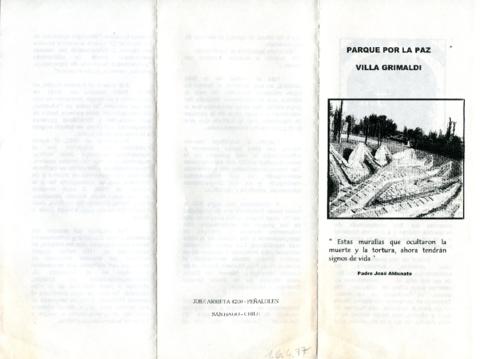 PARQUE POR LA PAZ
VILLA GRIMALDI
" Estas murallas que ocultaron la
muerte y la tortura, ahora tendrán
signos de vida "
Padre José Aldunate
JOSE ARRIETA 8200 - PEÑALOLEN
SANTIAGO - CHILE